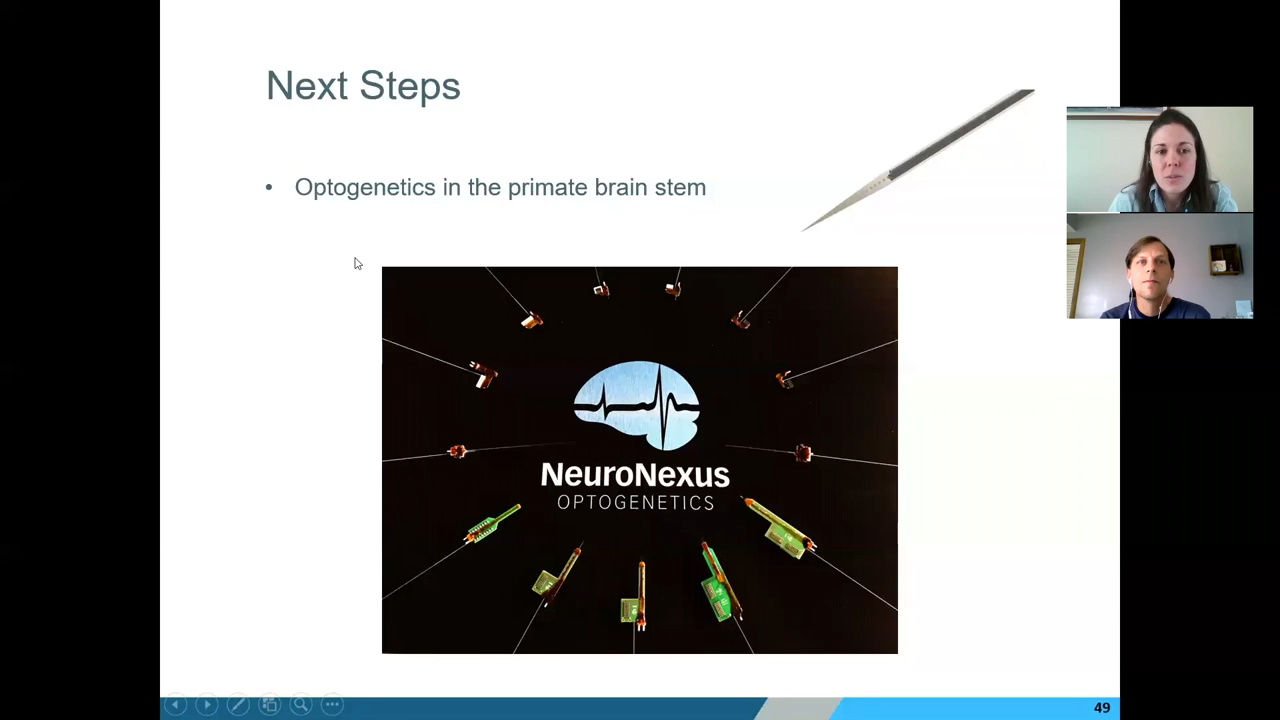 Next Steps
• Optogenetics in the primate brain stem
NeuroNexus
OPTOGENETICS
49